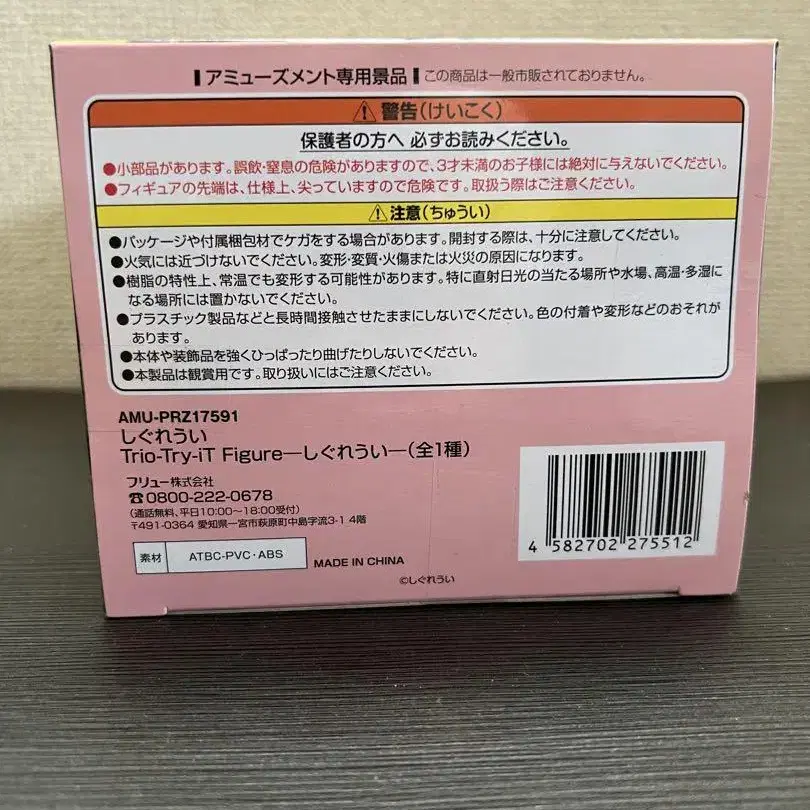 アミューズメント専用景品 この商品は一般市販されておりません。
警告(けいこく)
保護者の方へ 必ずお読みください。
●小部品があります。誤飲・窒息の危険がありますので、3才未満のお子様には絶対に与えないでください。
●フィギュアの先端は、仕様上、尖っていますので危険です。取扱う際はご注意ください。
注意(ちゅうい)
●パッケージや付属梱包材でケガをする場合があります。開封する際は、十分に注意してください。
●火気には近づけないでください。変形・変質・火傷または火災の原因になります。
●樹脂の特性上、常温でも変形する可能性があります。特に直射日光の当たる場所や水場、高温・多湿に
なる場所には置かないでください。
●プラスチック製品などと長時間接触させたままにしないでください。色の付着や変形などのおそれが
あります。
●本体や装飾品を強くひっぱったり曲げたりしないでください。
●本製品は観賞用です。取り扱いにはご注意ください。
AMU-PRZ17591
しぐれうい
Trio-Try-iT Figure―しぐれうい―(全1種)
フリュー株式会社
☎0800-222-0678
(通話無料、平日10:00〜18:00受付)
〒491-0364 愛知県一宮市萩原町中島字流3-1 4階
素材 ATBC-PVC・ABS
MADE IN CHINA
©しぐれうい
4 582702 275512